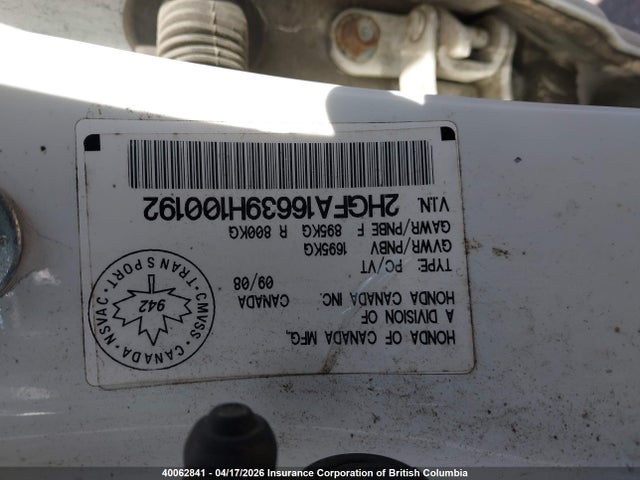 HONDA OF CANADA MFG.,
A DIVISION OF
HONDA CANADA INC. CANADA
TYPE: PC/VT 09/08
GVWR/PNBV 1695KG
GAWR/PNBE F 895KG R 800KG
V.I.N. 2HGFA16639H100192
TRANSPORT
942
CMVSS · CANADA · NSVAC
40062841 - 04/17/2026 Insurance Corporation of British Columbia